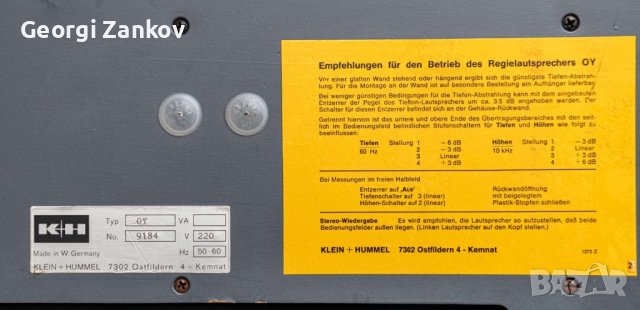 Georgi Zankov
Empfehlungen für den Betrieb des Regielautsprechers OY
Vor einer glatten Wand stehend oder hängend ergibt sich die günstigste Tiefen-Abstrah-
lung. Für die Montage an der Wand ist auf besondere Bestellung ein Aufhänger lieferbar.
Bei weniger günstigen Bedingungen für die Tiefen-Abstrahlung kann mit dem eingebauten
Entzerrer der Pegel des Tiefton-Lautsprechers um ca. 3.5 dB angehoben werden. Der
Schalter für diesen Entzerrer befindet sich auf der Gehäuse-Rückwand.
Getrennt hiervon ist das untere und obere Ende des Übertragungsbereiches mit den seit-
lich im Bedienungsfeld befindlichen Stufenschaltern für Tiefen und Höhen wie folgt zu
beeinflussen:
Tiefen Stellung 1 – 6 dB Höhen Stellung 1 – 3 dB
60 Hz 2 – 3 dB 10 kHz 2 Linear
3 Linear 3 + 3 dB
4 + 3 dB 4 + 6 dB
Bei Messungen im freien Halbfeld
Entzerrer auf „Aus" Rückwandöffnung
Tiefenschalter auf 3 (linear) mit beigelegtem
Höhen-Schalter auf 2 (linear) Plastik-Stopfen schließen
Stereo-Wiedergabe Es wird empfohlen, die Lautsprecher so aufzustellen, daß beide
Bedienungsfelder außen liegen. (Linken Lautsprecher auf den Kopf stellen.)
KLEIN + HUMMEL 7302 Ostfildern 4 - Kemnat
1275 2
K+H
Typ OY VA
No. 9184 V 220
Made in W. Germany Hz 50-60
KLEIN + HUMMEL 7302 Ostfildern 4 - Kemnat
bazar.bg